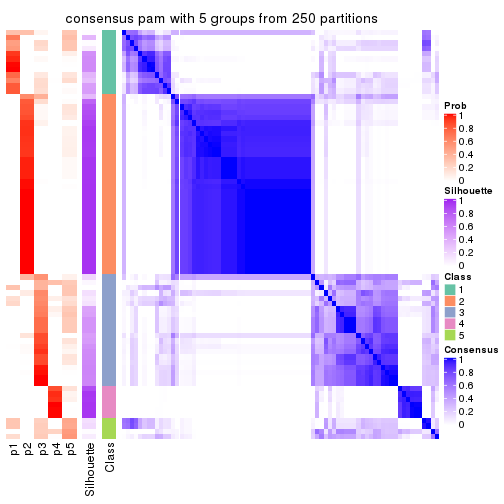 consensus pam with 5 groups from 250 partitions
Prob
1
0.8
0.6
0.4
0.2
0
Silhouette
1
0.8
0.6
0.4
0.2
0
Class
1
2
3
4
5
Consensus
1
0.8
0.6
0.4
0.2
0
p1
p2
p3
p4
p5
Silhouette
Class